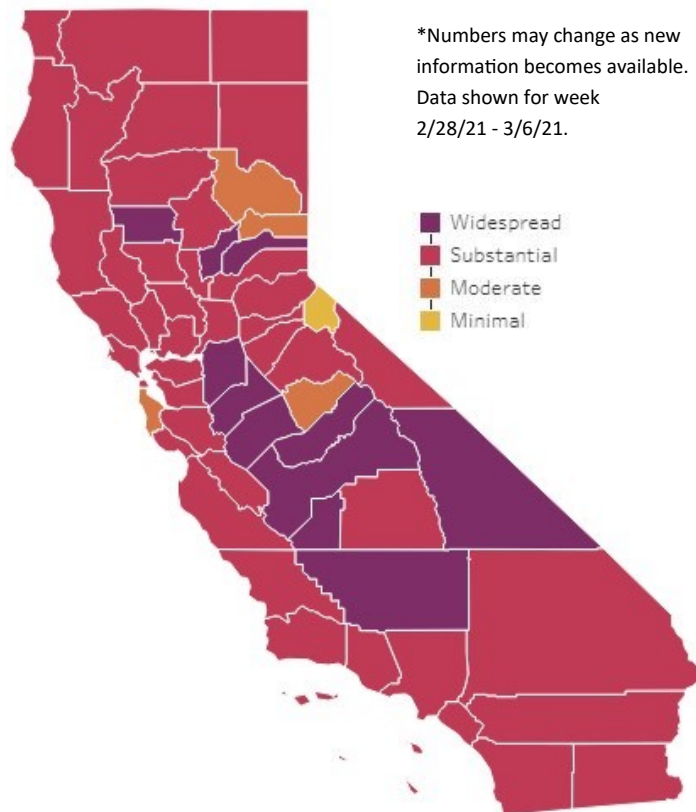 *Numbers may change as new
information becomes available.
Data shown for week
2/28/21 - 3/6/21.
Widespread
Substantial
Moderate
Minimal